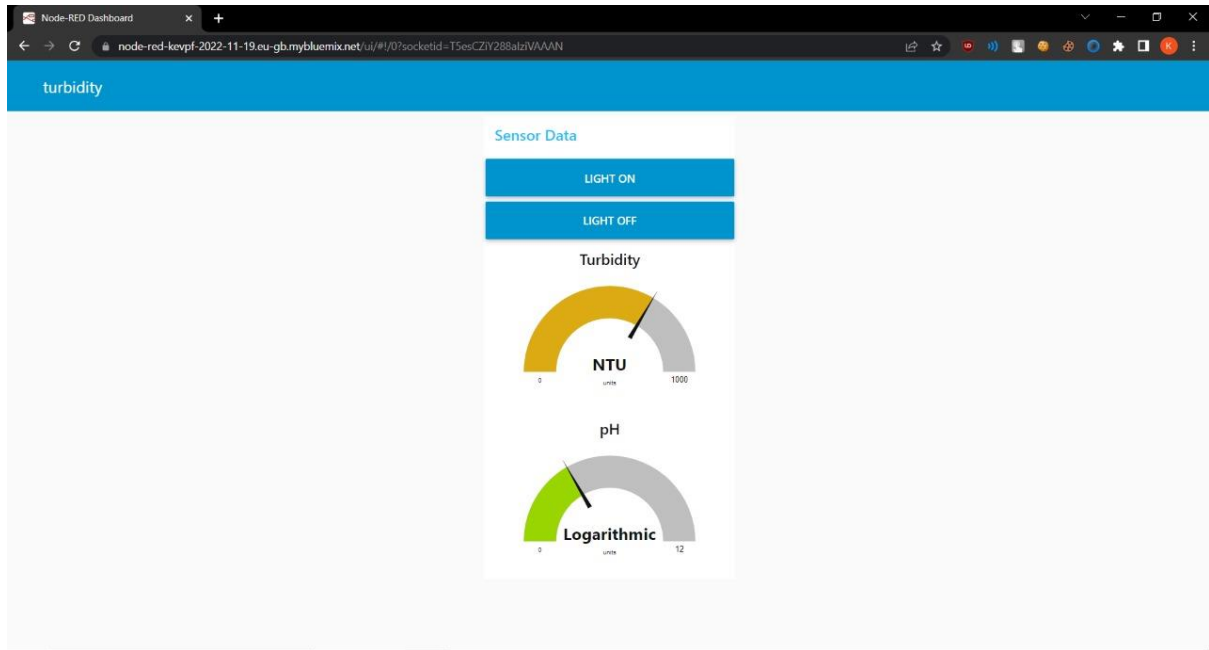 Node-RED Dashboard
node-red-kevpf-2022-11-19.eu-gb.mybluemix.net/ui/#!/0?socketid=T5esCZiY288alziVAAAN
K
turbidity
Sensor Data
LIGHT ON
LIGHT OFF
Turbidity
NTU
0 units 1000
pH
Logarithmic
0 units 12